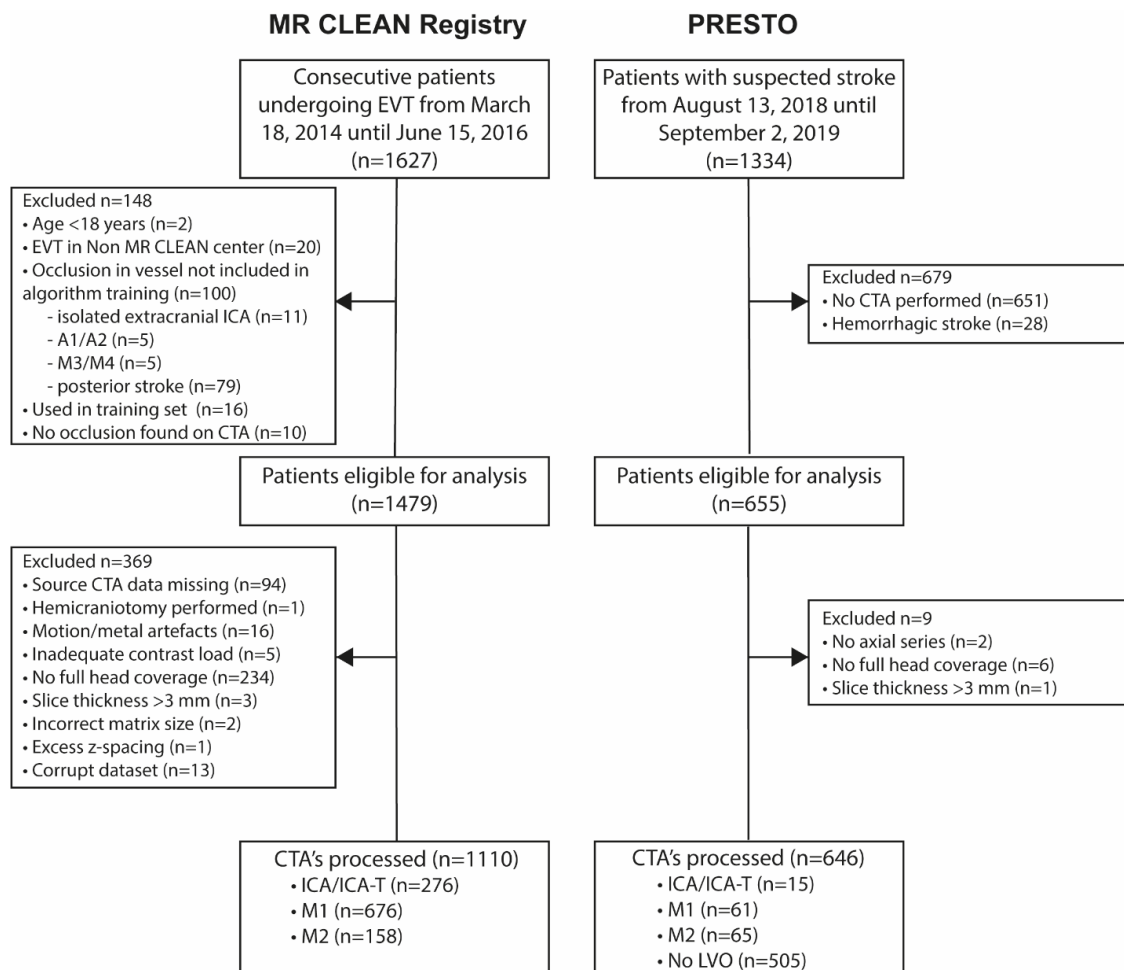 MR CLEAN Registry
PRESTO
Consecutive patients
undergoing EVT from March
18, 2014 until June 15, 2016
(n=1627)
Patients with suspected stroke
from August 13, 2018 until
September 2, 2019
(n=1334)
Excluded n=148
• Age <18 years (n=2)
• EVT in Non MR CLEAN center (n=20)
• Occlusion in vessel not included in
algorithm training (n=100)
- isolated extracranial ICA (n=11)
- A1/A2 (n=5)
- M3/M4 (n=5)
- posterior stroke (n=79)
• Used in training set (n=16)
• No occlusion found on CTA (n=10)
Excluded n=679
• No CTA performed (n=651)
• Hemorrhagic stroke (n=28)
Patients eligible for analysis
(n=1479)
Patients eligible for analysis
(n=655)
Excluded n=369
• Source CTA data missing (n=94)
• Hemicraniotomy performed (n=1)
• Motion/metal artefacts (n=16)
• Inadequate contrast load (n=5)
• No full head coverage (n=234)
• Slice thickness >3 mm (n=3)
• Incorrect matrix size (n=2)
• Excess z-spacing (n=1)
• Corrupt dataset (n=13)
Excluded n=9
• No axial series (n=2)
• No full head coverage (n=6)
• Slice thickness >3 mm (n=1)
CTA's processed (n=1110)
• ICA/ICA-T (n=276)
• M1 (n=676)
• M2 (n=158)
CTA's processed (n=646)
• ICA/ICA-T (n=15)
• M1 (n=61)
• M2 (n=65)
• No LVO (n=505)